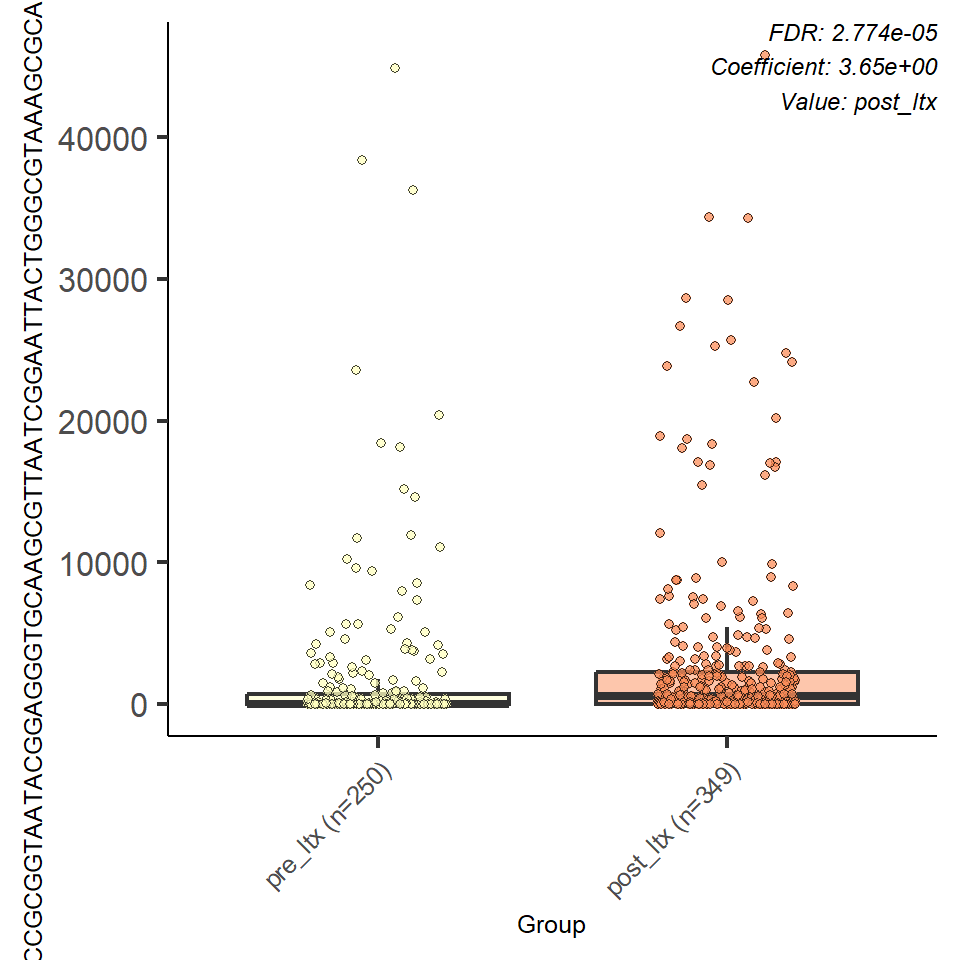 FDR: 2.774e-05
Coefficient: 3.65e+00
Value: post_ltx
CCGCGGTAATACGGAGGGTGCAAGCGTTAATCGGAATTACTGGGCGTAAAGCGCA
40000
30000
20000
10000
0
pre_ltx (n=250)
post_ltx (n=349)
Group